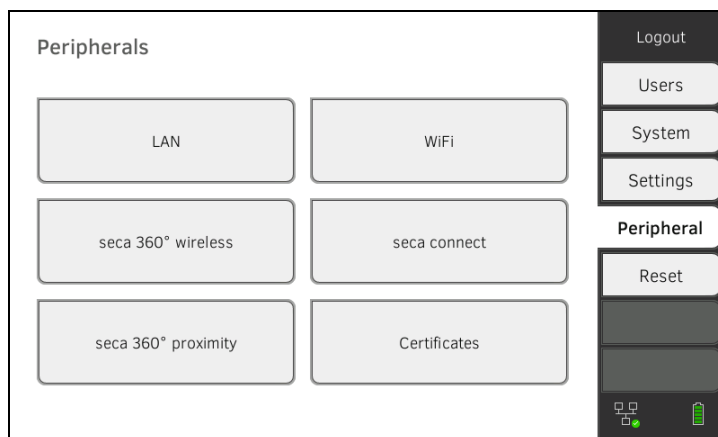 Peripherals
LAN
WiFi
seca 360° wireless
seca connect
seca 360° proximity
Certificates
Logout
Users
System
Settings
Peripheral
Reset